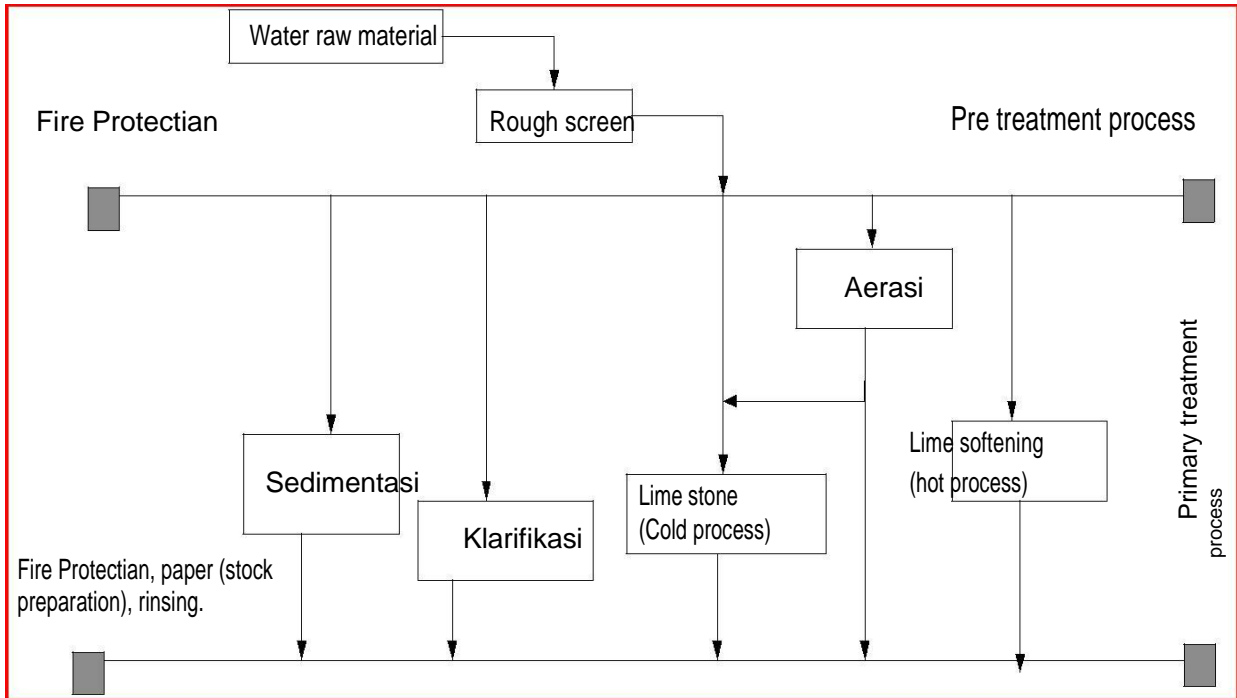 Water raw material
Rough screen
Fire Protectian
Pre treatment process
Aerasi
Primary treatment
process
Sedimentasi
Klarifikasi
Lime stone
(Cold process)
Lime softening
(hot process)
Fire Protectian, paper (stock
preparation), rinsing.